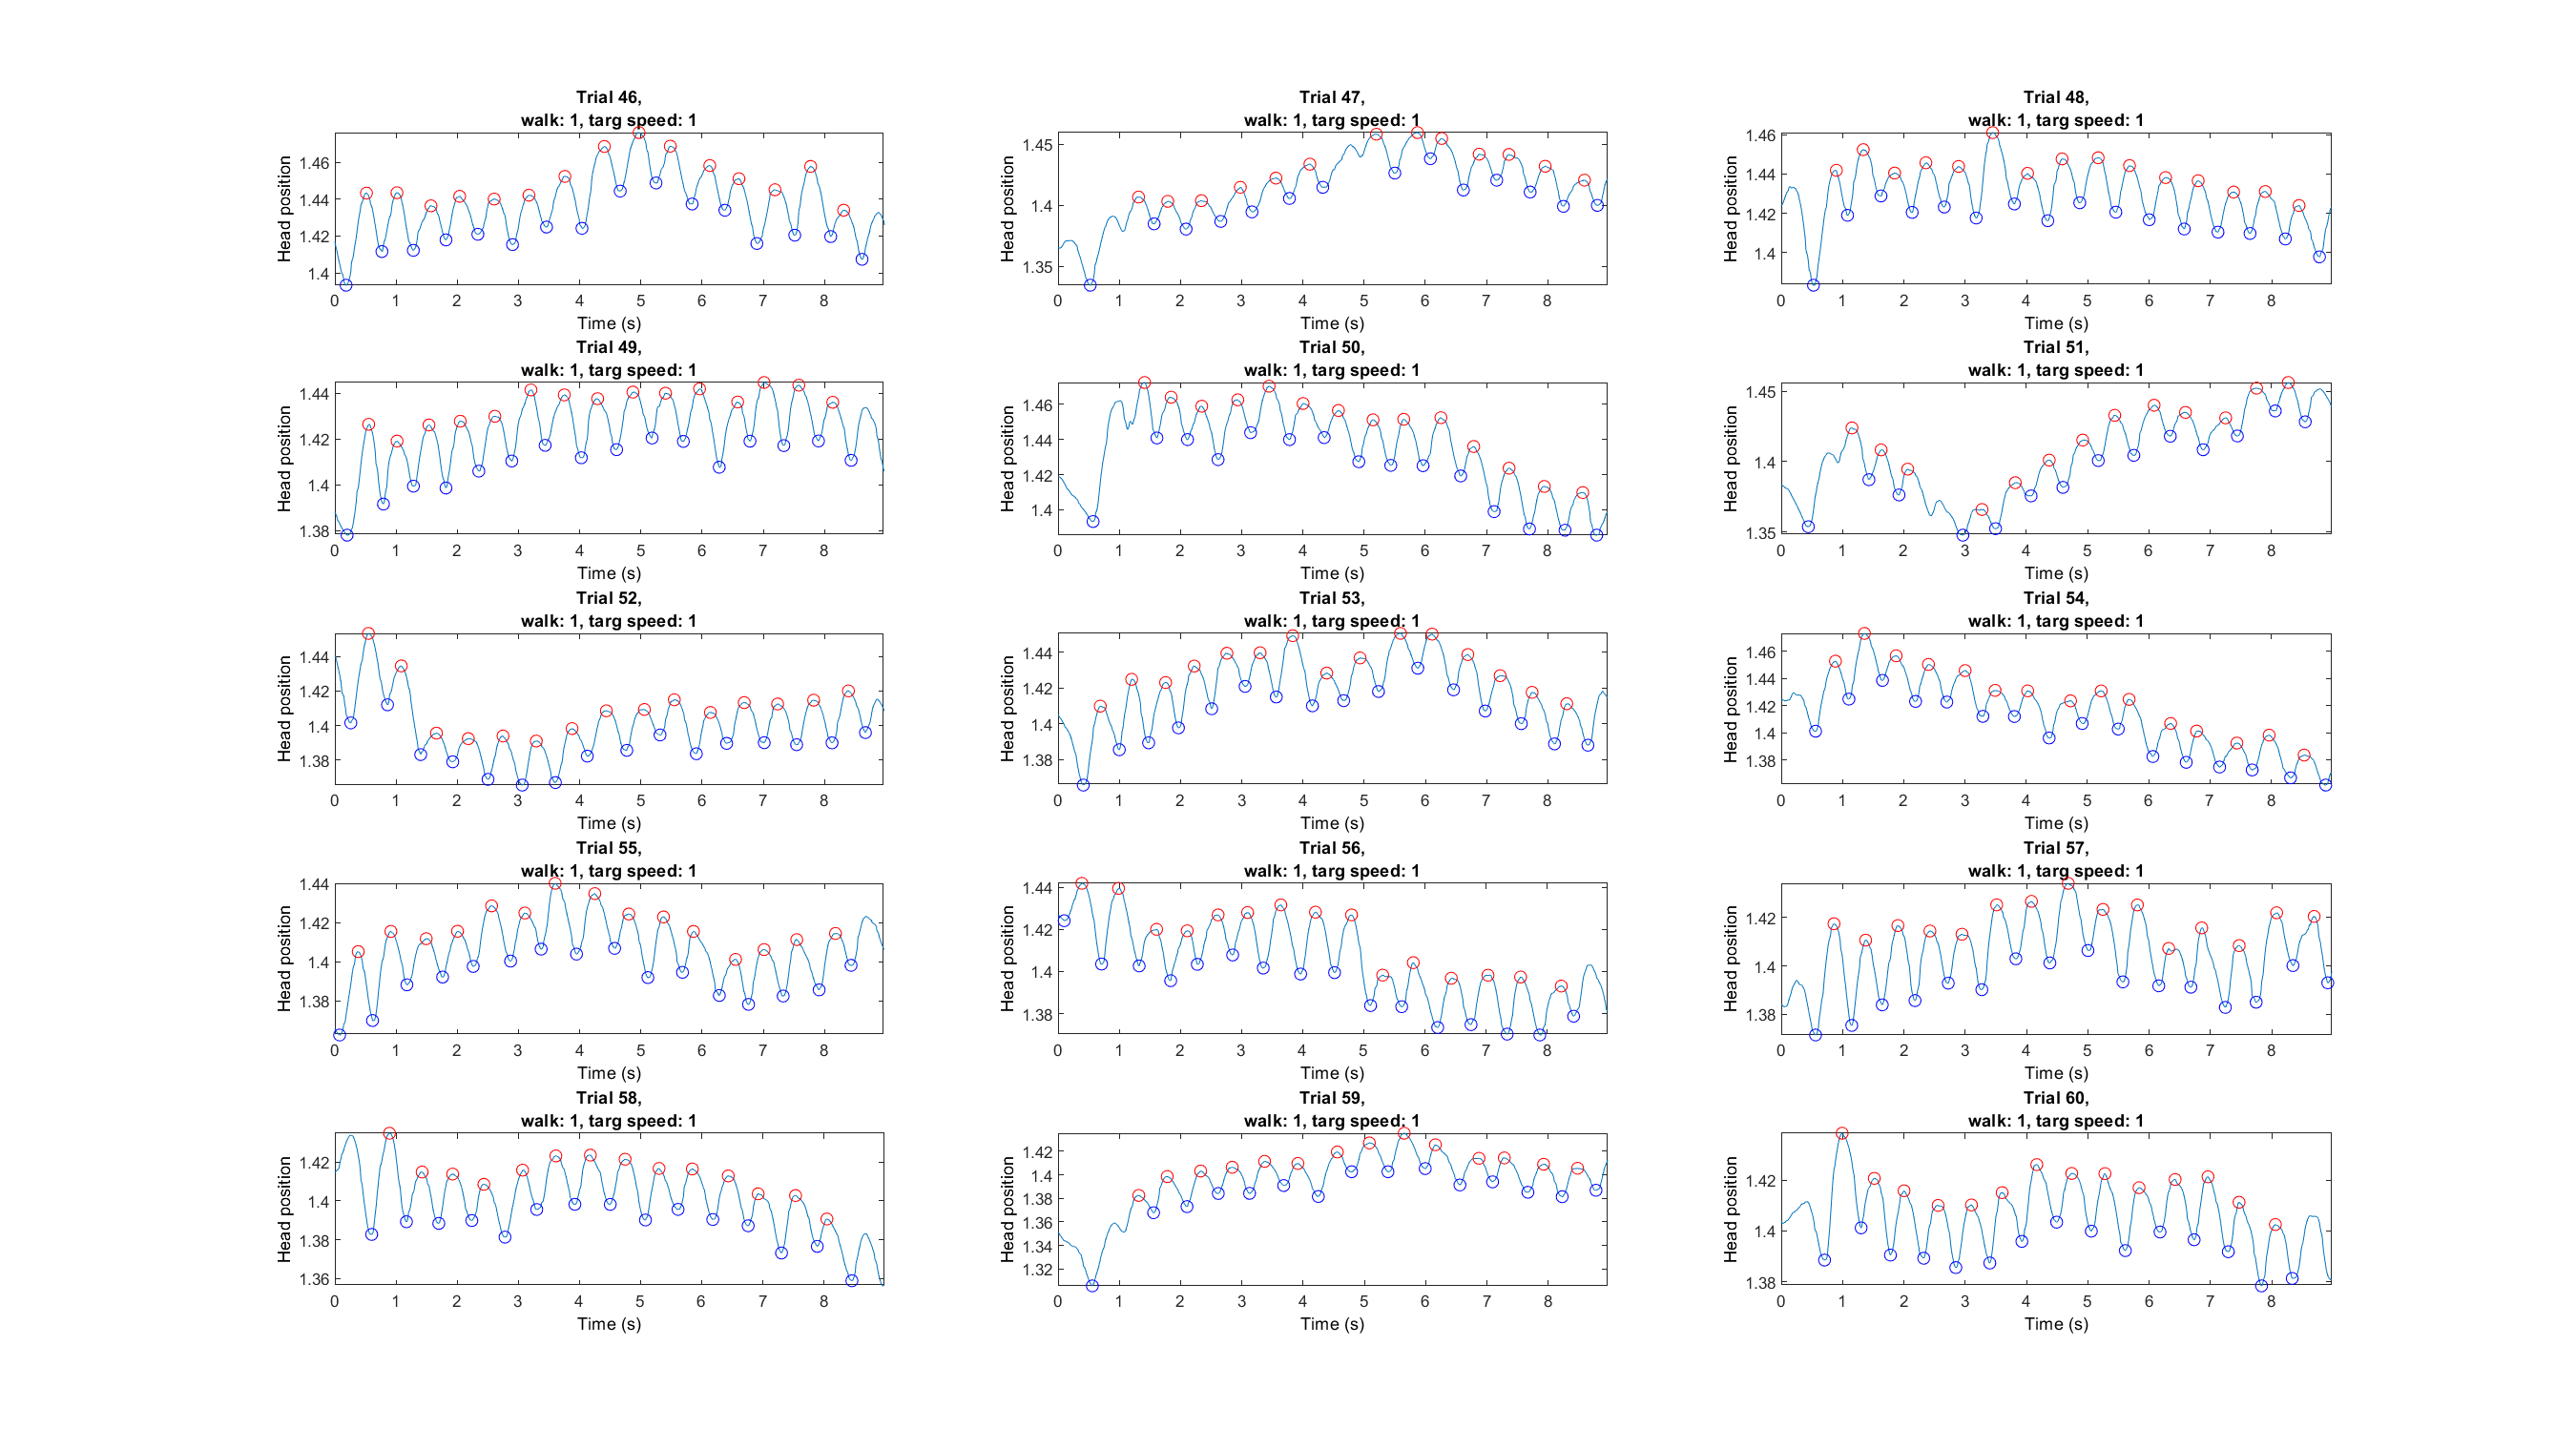 Trial 46,
walk: 1, targ speed: 1
Head position
1.46
1.44
1.42
1.4
0 1 2 3 4 5 6 7 8
Time (s)
Trial 47,
walk: 1, targ speed: 1
Head position
1.45
1.4
1.35
0 1 2 3 4 5 6 7 8
Time (s)
Trial 48,
walk: 1, targ speed: 1
Head position
1.46
1.44
1.42
1.4
0 1 2 3 4 5 6 7 8
Time (s)
Trial 49,
walk: 1, targ speed: 1
Head position
1.44
1.42
1.4
1.38
0 1 2 3 4 5 6 7 8
Time (s)
Trial 50,
walk: 1, targ speed: 1
Head position
1.46
1.44
1.42
1.4
0 1 2 3 4 5 6 7 8
Time (s)
Trial 51,
walk: 1, targ speed: 1
Head position
1.45
1.4
1.35
0 1 2 3 4 5 6 7 8
Time (s)
Trial 52,
walk: 1, targ speed: 1
Head position
1.44
1.42
1.4
1.38
0 1 2 3 4 5 6 7 8
Time (s)
Trial 53,
walk: 1, targ speed: 1
Head position
1.44
1.42
1.4
1.38
0 1 2 3 4 5 6 7 8
Time (s)
Trial 54,
walk: 1, targ speed: 1
Head position
1.46
1.44
1.42
1.4
1.38
0 1 2 3 4 5 6 7 8
Time (s)
Trial 55,
walk: 1, targ speed: 1
Head position
1.44
1.42
1.4
1.38
0 1 2 3 4 5 6 7 8
Time (s)
Trial 56,
walk: 1, targ speed: 1
Head position
1.44
1.42
1.4
1.38
0 1 2 3 4 5 6 7 8
Time (s)
Trial 57,
walk: 1, targ speed: 1
Head position
1.42
1.4
1.38
0 1 2 3 4 5 6 7 8
Time (s)
Trial 58,
walk: 1, targ speed: 1
Head position
1.42
1.4
1.38
1.36
0 1 2 3 4 5 6 7 8
Time (s)
Trial 59,
walk: 1, targ speed: 1
Head position
1.42
1.4
1.38
1.36
1.34
1.32
0 1 2 3 4 5 6 7 8
Time (s)
Trial 60,
walk: 1, targ speed: 1
Head position
1.42
1.4
1.38
0 1 2 3 4 5 6 7 8
Time (s)